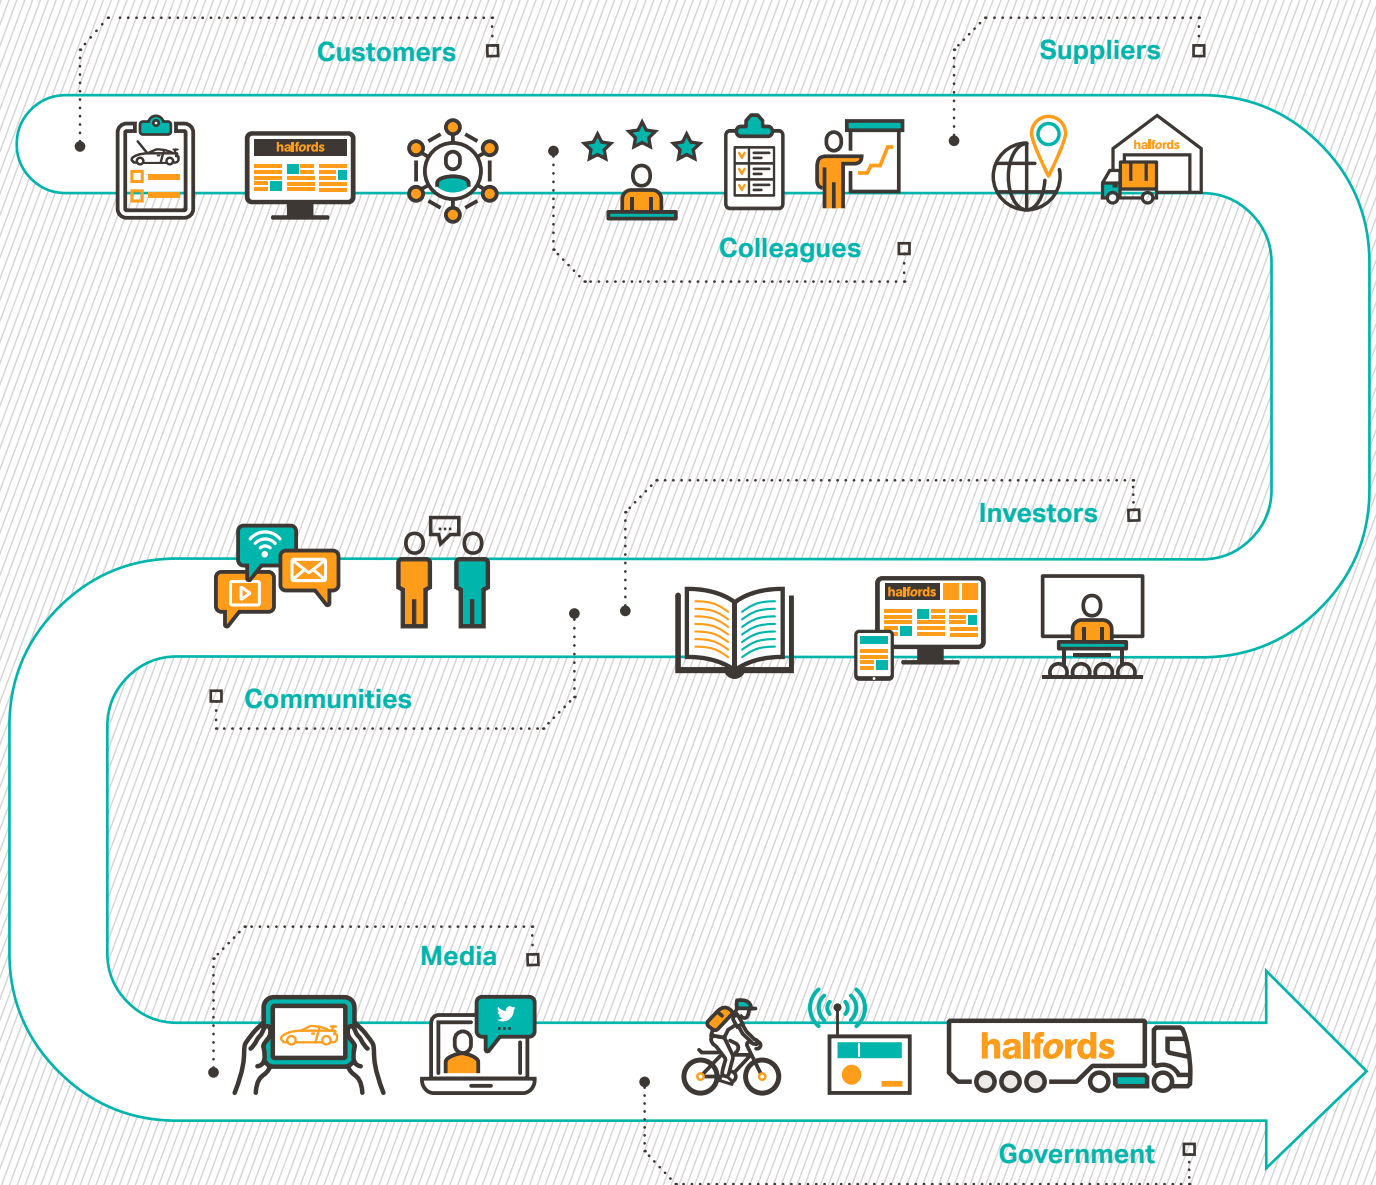 Customers
Suppliers
halfords
halfords
Colleagues
Investors
halfords
Communities
Media
halfords
Government